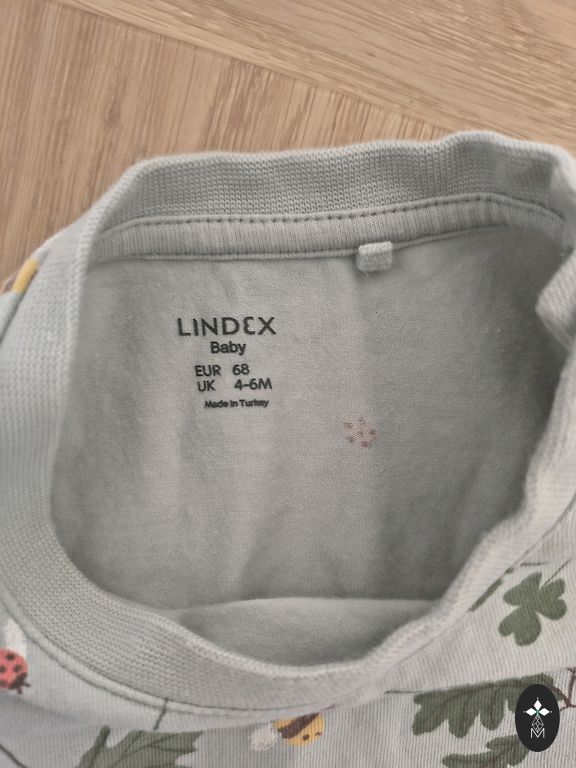 LINDEX
Baby
EUR 68
UK 4-6M
Made in Turkey
M